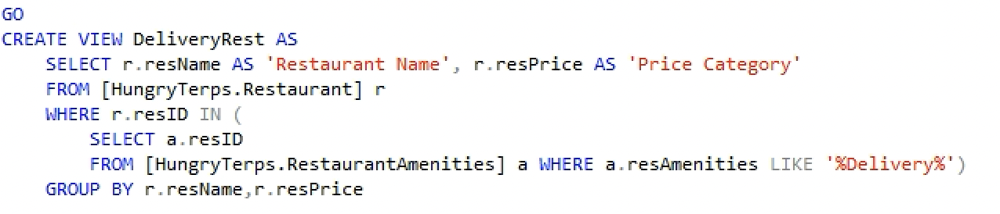 GO
CREATE VIEW DeliveryRest AS
SELECT r.resName AS 'Restaurant Name', r.resPrice AS 'Price Category'
FROM [HungryTerps.Restaurant] r
WHERE r.resID IN (
SELECT a.resID
FROM [HungryTerps.RestaurantAmenities] a WHERE a.resAmenities LIKE '%Delivery%')
GROUP BY r.resName,r.resPrice